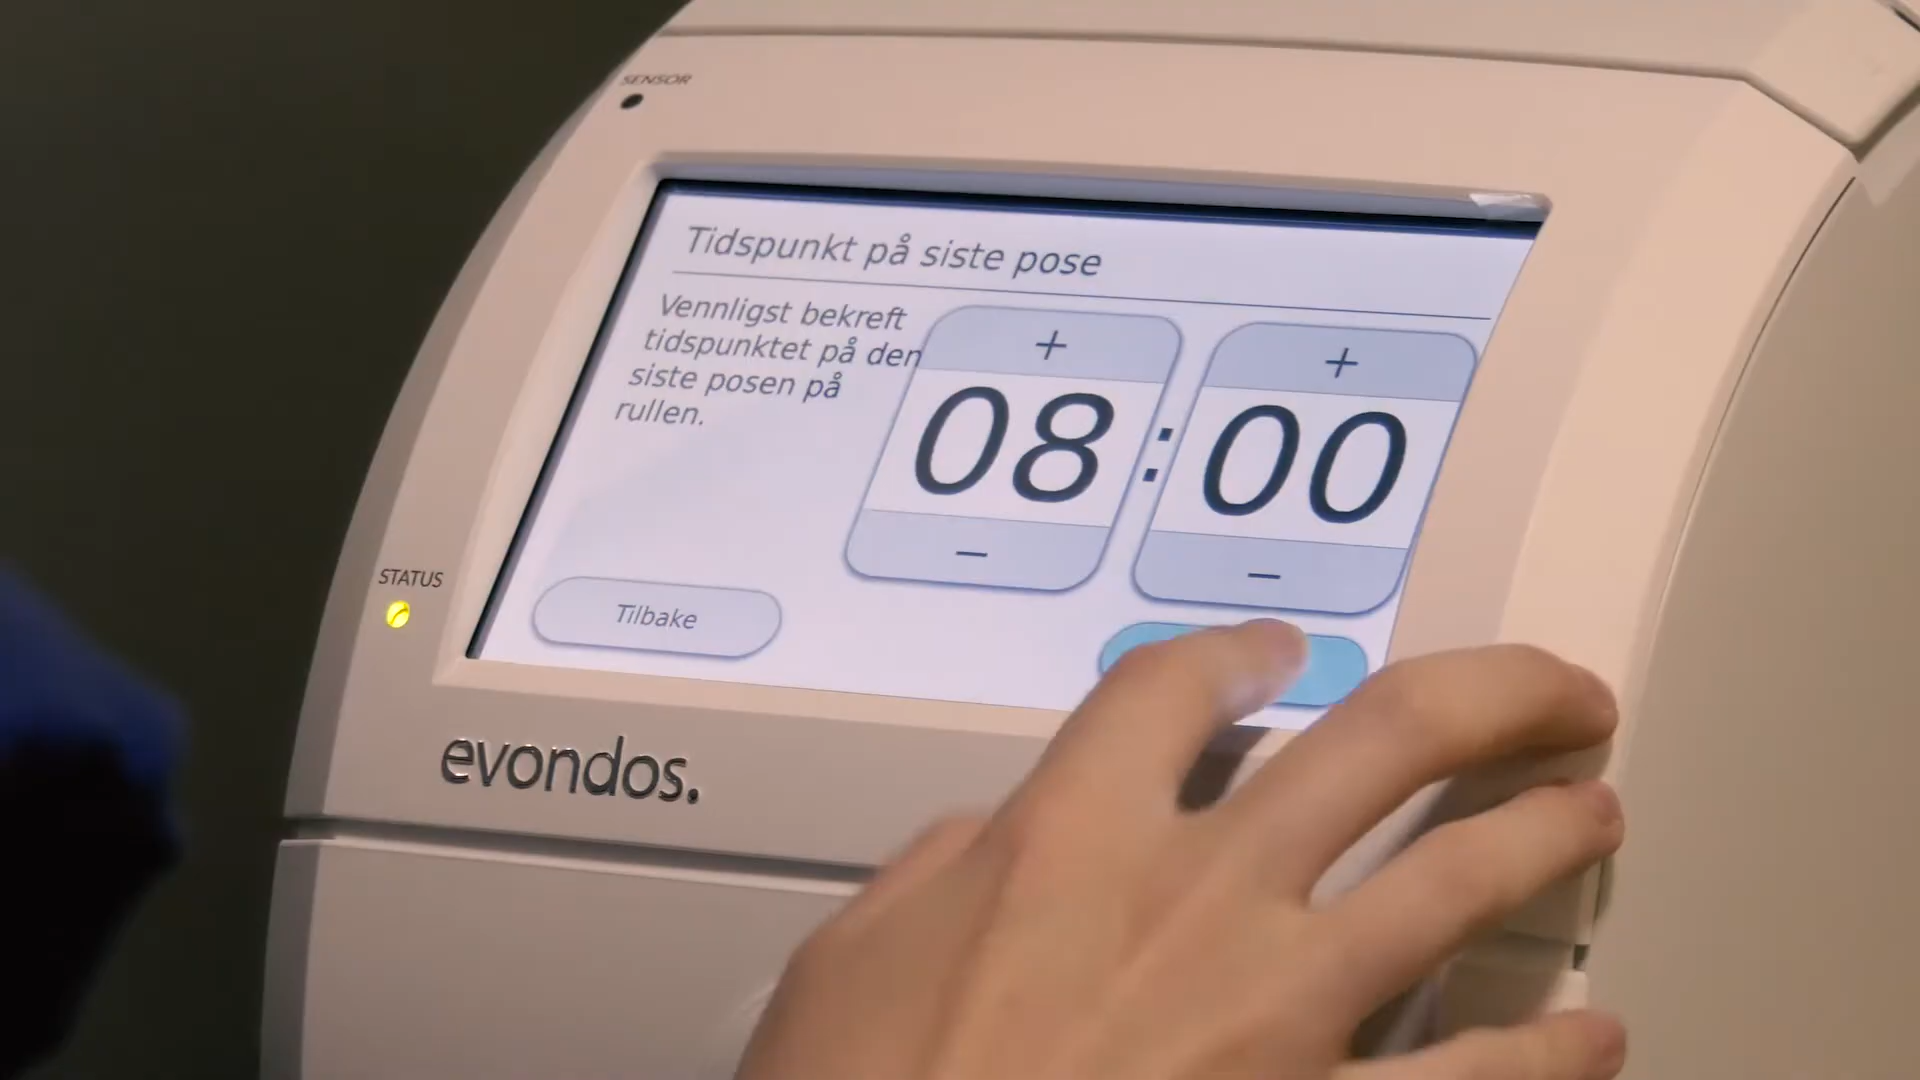 SENSOR
Tidspunkt på siste pose
Vennligst bekreft
tidspunktet på den
siste posen på
rullen.
+ +
08 : 00
− −
STATUS
Tilbake
evondos.